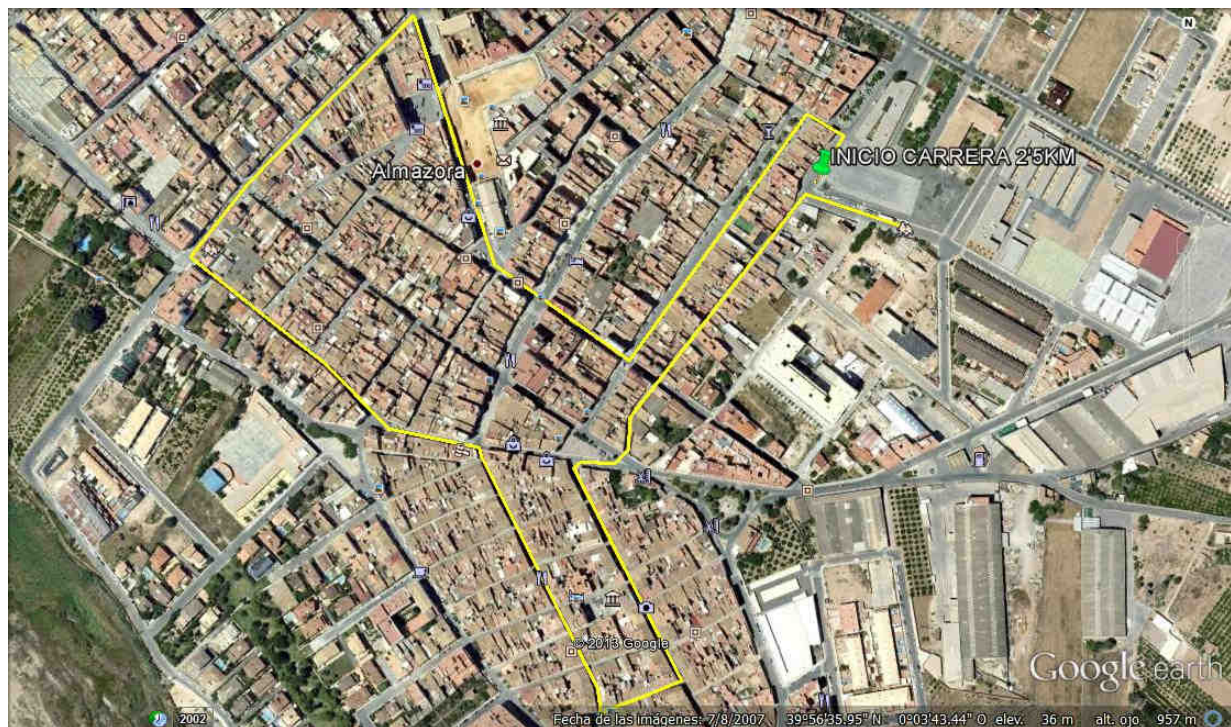 N
INICIO CARRERA 2'5KM
Almazora
© 2013 Google
Google earth
2002
Fecha de las imágenes: 7/8/2007 39°56'35.95" N 0°03'43.44" O elev. 36 m alt. ojo 957 m